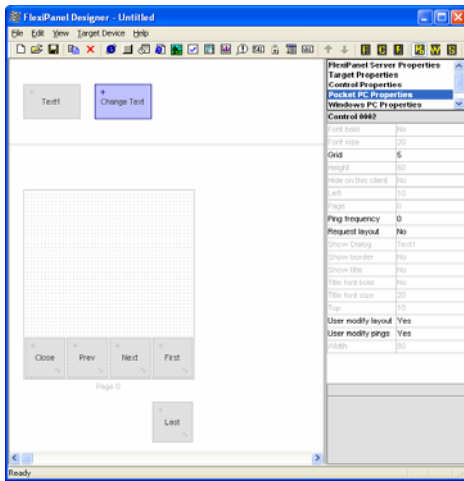 FlexiPanel Designer - Untitled
File Edit View Target Device Help
Text1
Change Text
Close
Prev
Next
First
Page 0
Last
FlexiPanel Server Properties
Target Properties
Control Properties
Pocket PC Properties
Windows PC Properties
Control 0002
Font bold No
Font size 20
Grid 5
Height 60
Hide on this client No
Left 10
Page 0
Ping frequency 0
Request layout No
Show Dialog Text1
Show border No
Show title No
Title font bold No
Title font size 20
Top 10
User modify layout Yes
User modify pings Yes
Width 80
Ready